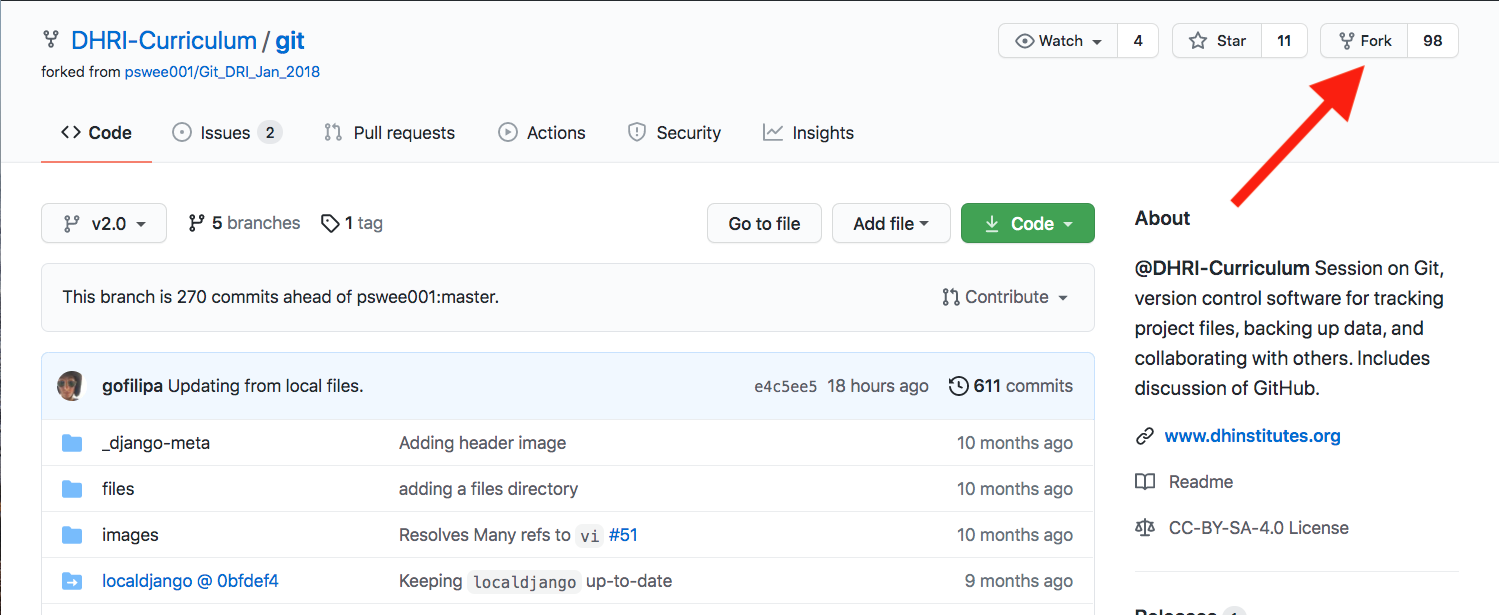 DHRI-Curriculum / git
Watch 4 Star 11 Fork 98
forked from pswee001/Git_DRI_Jan_2018
Code Issues 2 Pull requests Actions Security Insights
v2.0 5 branches 1 tag Go to file Add file Code
This branch is 270 commits ahead of pswee001:master. Contribute
gofilipa Updating from local files. e4c5ee5 18 hours ago 611 commits
_django-meta Adding header image 10 months ago
files adding a files directory 10 months ago
images Resolves Many refs to vi #51 10 months ago
localdjango @ 0bfdef4 Keeping localdjango up-to-date 9 months ago
About
@DHRI-Curriculum Session on Git,
version control software for tracking
project files, backing up data, and
collaborating with others. Includes
discussion of GitHub.
www.dhinstitutes.org
Readme
CC-BY-SA-4.0 License
Releases